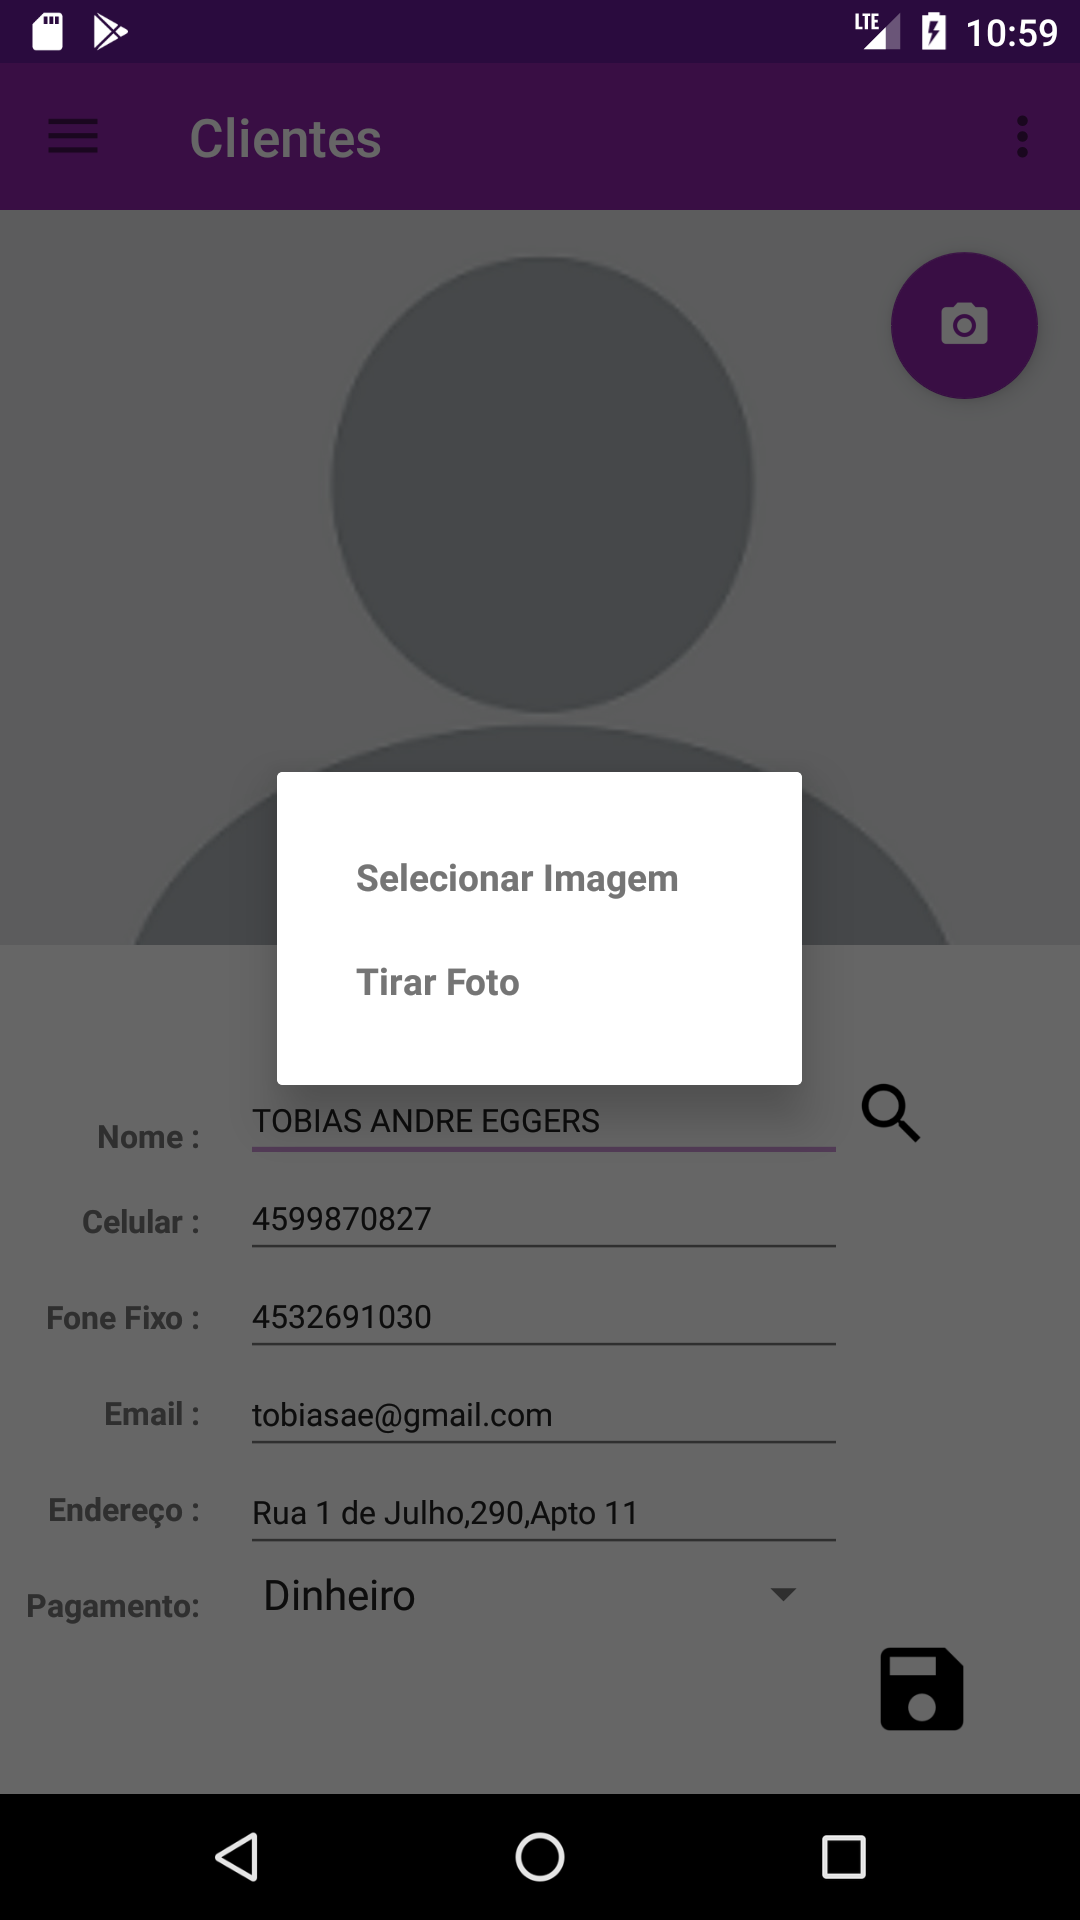 LTE 10:59
Clientes
Selecionar Imagem
Tirar Foto
Nome : TOBIAS ANDRE EGGERS
Celular : 4599870827
Fone Fixo : 4532691030
Email : tobiasae@gmail.com
Endereço : Rua 1 de Julho,290,Apto 11
Pagamento: Dinheiro